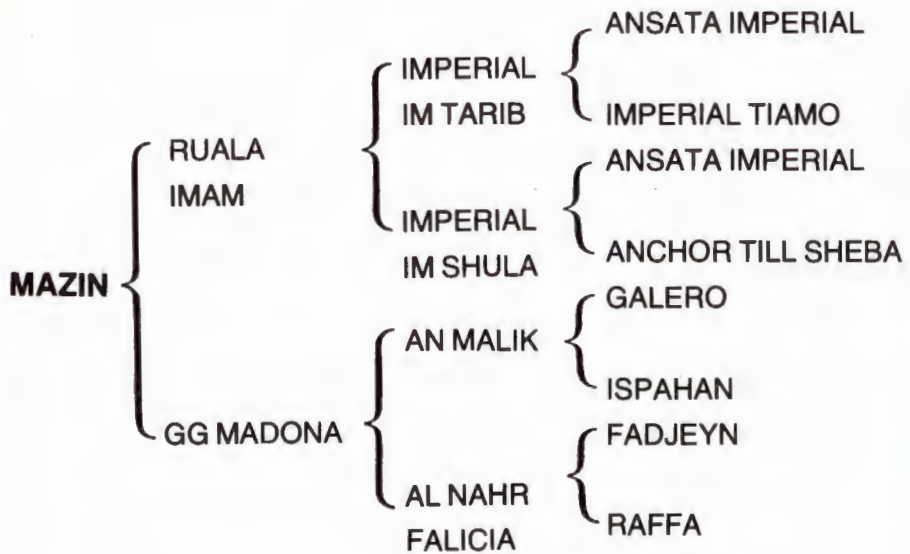 ANSATA IMPERIAL
IMPERIAL
IM TARIB
IMPERIAL TIAMO
RUALA
IMAM
ANSATA IMPERIAL
IMPERIAL
IM SHULA
ANCHOR TILL SHEBA
MAZIN
GALERO
AN MALIK
ISPAHAN
GG MADONA
FADJEYN
AL NAHR
FALICIA
RAFFA